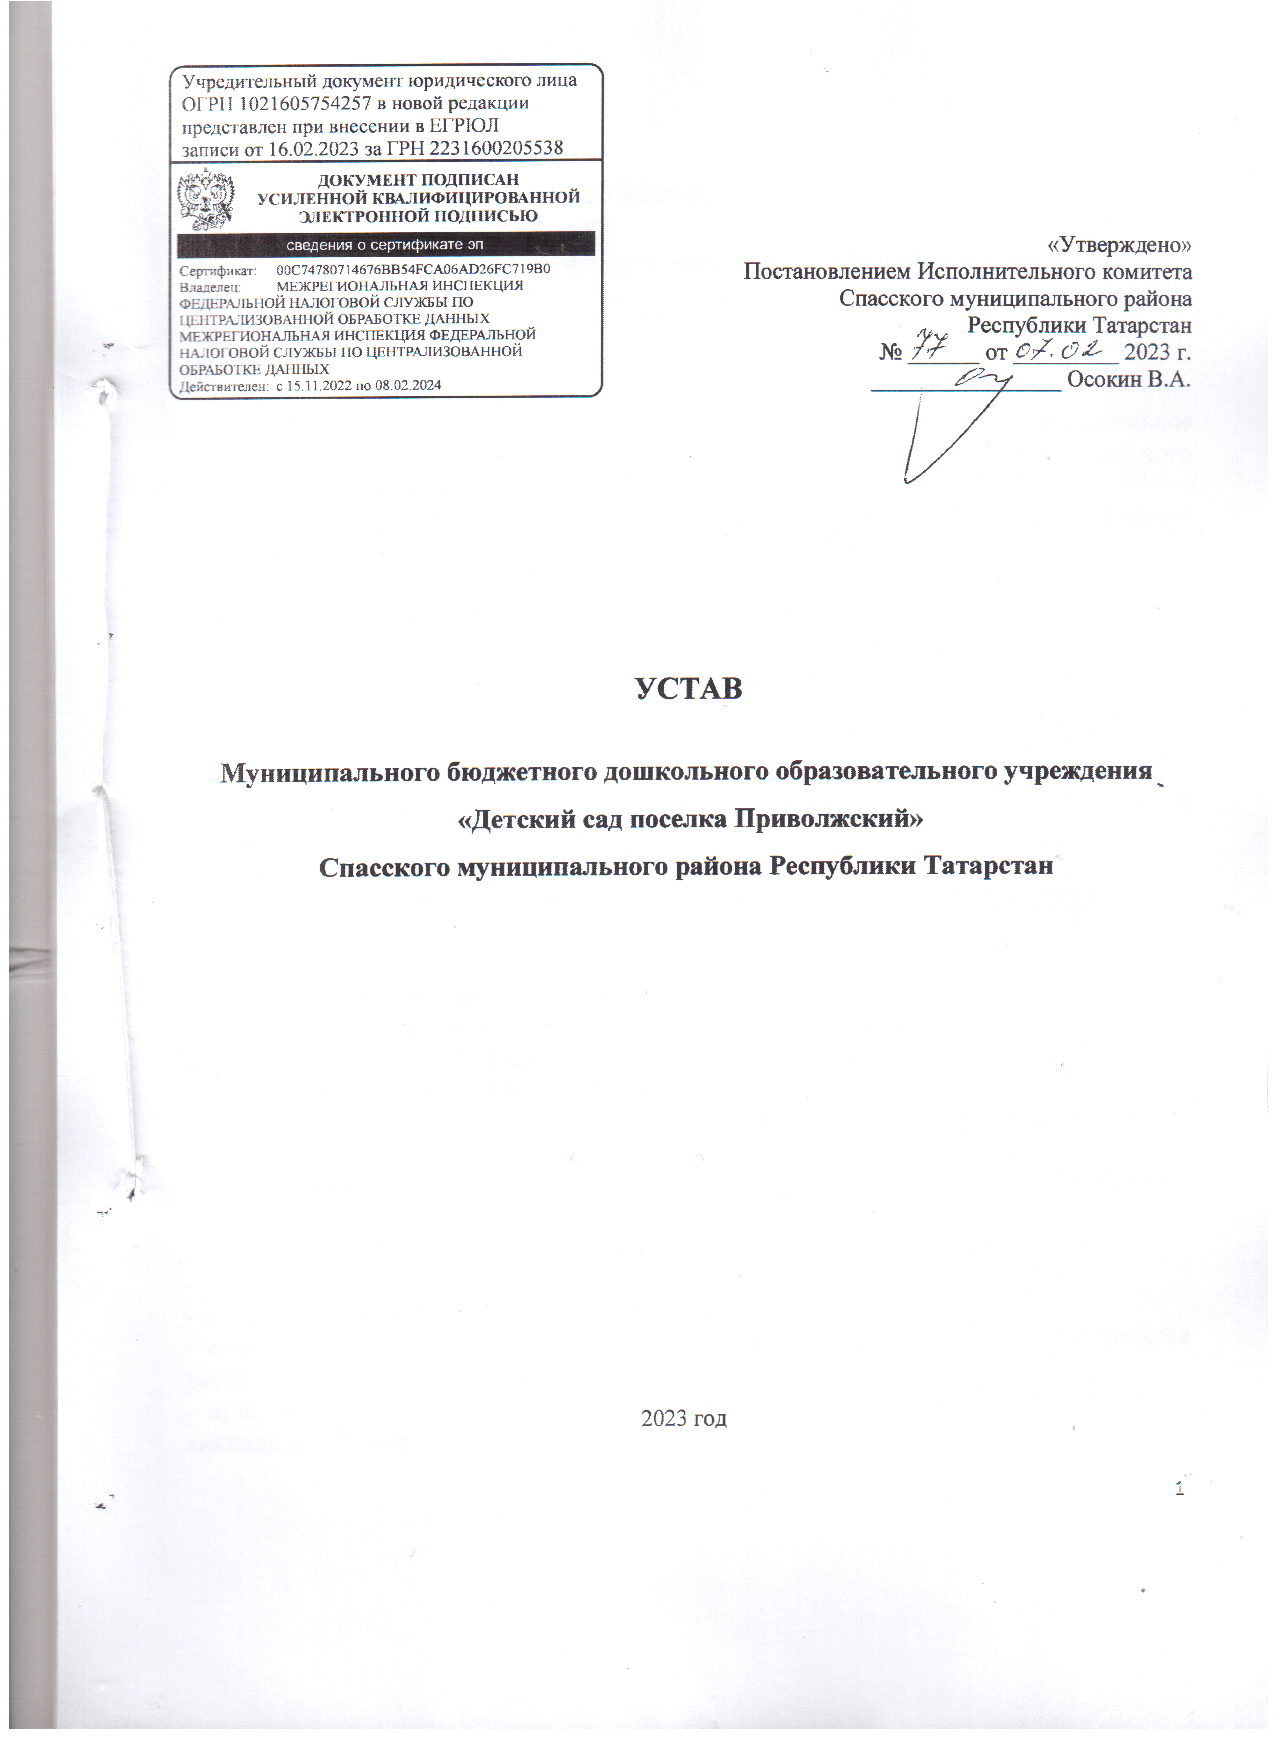 Учредительный документ юридического лица
ОГРН 1021605754257 в новой редакции
представлен при внесении в ЕГРЮЛ
записи от 16.02.2023 за ГРН 2231600205538
ДОКУМЕНТ ПОДПИСАН
УСИЛЕННОЙ КВАЛИФИЦИРОВАННОЙ
ЭЛЕКТРОННОЙ ПОДПИСЬЮ
сведения о сертификате эп
Сертификат: 00C74780714676BB54FCA06AD26FC719B0
Владелец: МЕЖРЕГИОНАЛЬНАЯ ИНСПЕКЦИЯ
ФЕДЕРАЛЬНОЙ НАЛОГОВОЙ СЛУЖБЫ ПО
ЦЕНТРАЛИЗОВАННОЙ ОБРАБОТКЕ ДАННЫХ
МЕЖРЕГИОНАЛЬНАЯ ИНСПЕКЦИЯ ФЕДЕРАЛЬНОЙ
НАЛОГОВОЙ СЛУЖБЫ ПО ЦЕНТРАЛИЗОВАННОЙ
ОБРАБОТКЕ ДАННЫХ
Действителен: с 15.11.2022 по 08.02.2024
«Утверждено»
Постановлением Исполнительного комитета
Спасского муниципального района
Республики Татарстан
№ 77 от 07.02 2023 г.
Осокин В.А.
УСТАВ
Муниципального бюджетного дошкольного образовательного учреждения
«Детский сад поселка Приволжский»
Спасского муниципального района Республики Татарстан
2023 год
1